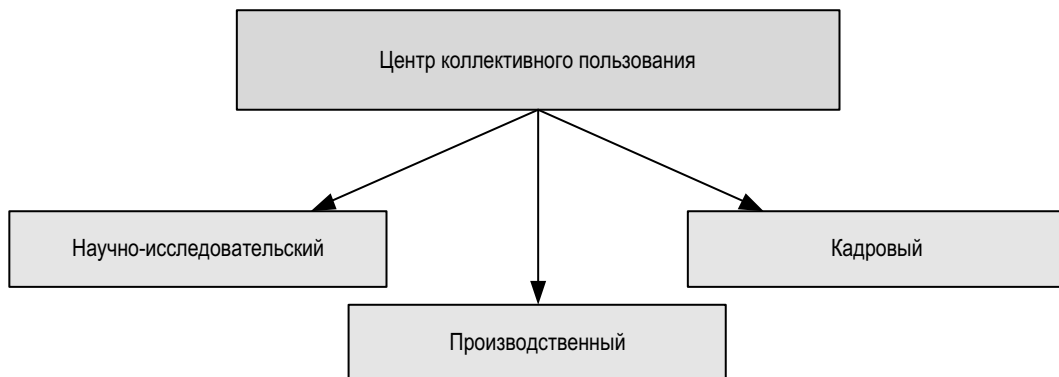 Центр коллективного пользования
Научно-исследовательский
Кадровый
Производственный